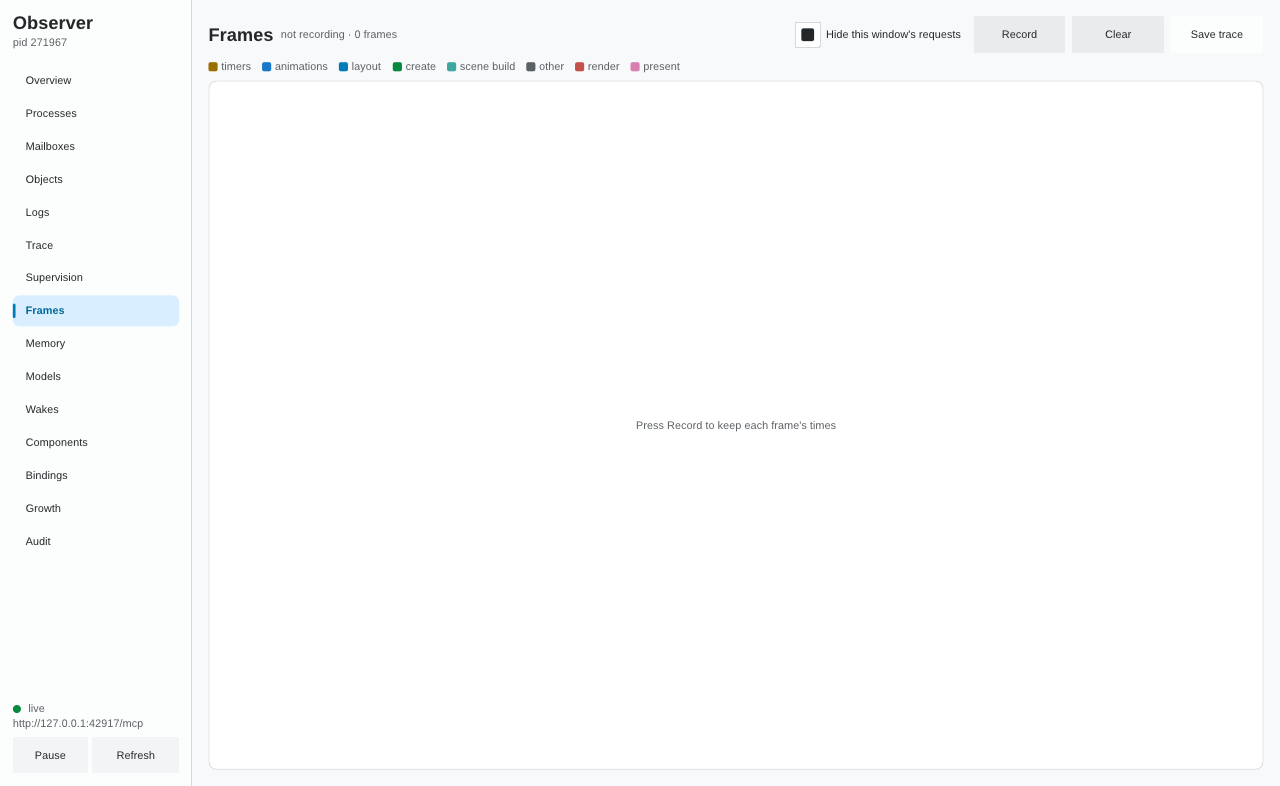 Observer
pid 271967
Overview
Processes
Mailboxes
Objects
Logs
Trace
Supervision
Frames
Memory
Models
Wakes
Components
Bindings
Growth
Audit
live
http://127.0.0.1:42917/mcp
Pause Refresh
Frames not recording · 0 frames Hide this window's requests Record Clear Save trace
timers animations layout create scene build other render present
Press Record to keep each frame's times